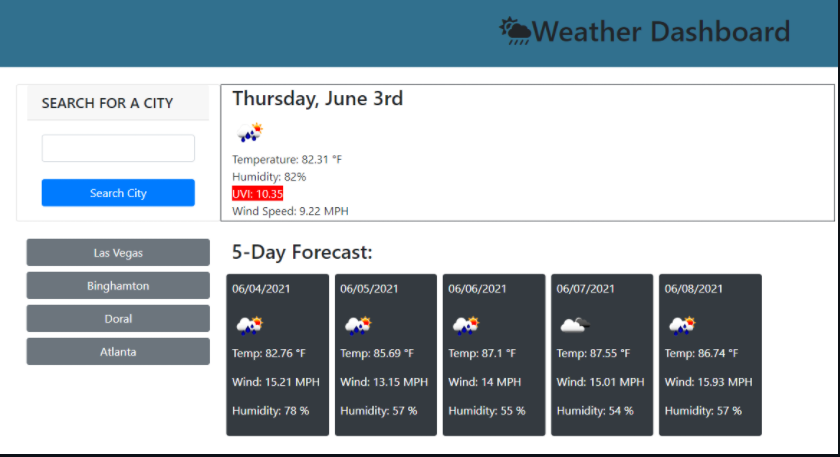 Weather Dashboard
SEARCH FOR A CITY
Search City
Thursday, June 3rd
Temperature: 82.31 °F
Humidity: 82%
UVI: 10.35
Wind Speed: 9.22 MPH
Las Vegas
Binghamton
Doral
Atlanta
5-Day Forecast:
06/04/2021
Temp: 82.76 °F
Wind: 15.21 MPH
Humidity: 78 %
06/05/2021
Temp: 85.69 °F
Wind: 13.15 MPH
Humidity: 57 %
06/06/2021
Temp: 87.1 °F
Wind: 14 MPH
Humidity: 55 %
06/07/2021
Temp: 87.55 °F
Wind: 15.01 MPH
Humidity: 54 %
06/08/2021
Temp: 86.74 °F
Wind: 15.93 MPH
Humidity: 57 %